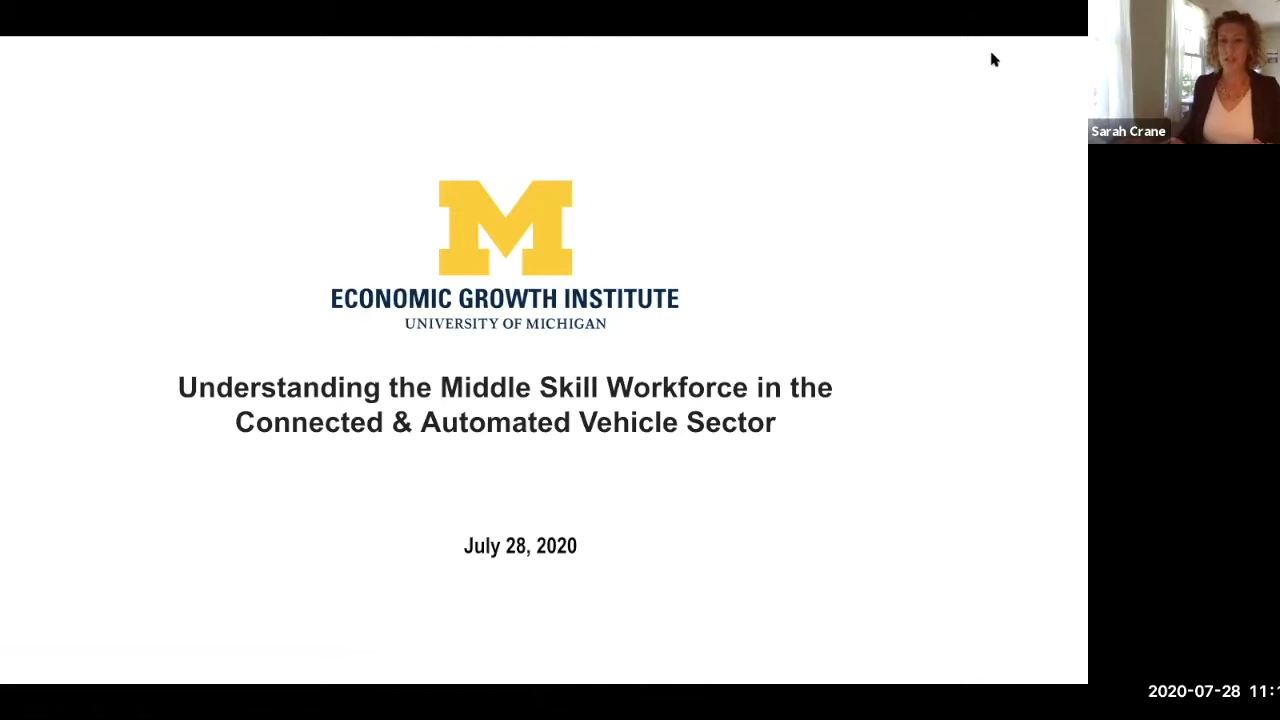 Sarah Crane
M
ECONOMIC GROWTH INSTITUTE
UNIVERSITY OF MICHIGAN
Understanding the Middle Skill Workforce in the
Connected & Automated Vehicle Sector
July 28, 2020
2020-07-28 11: